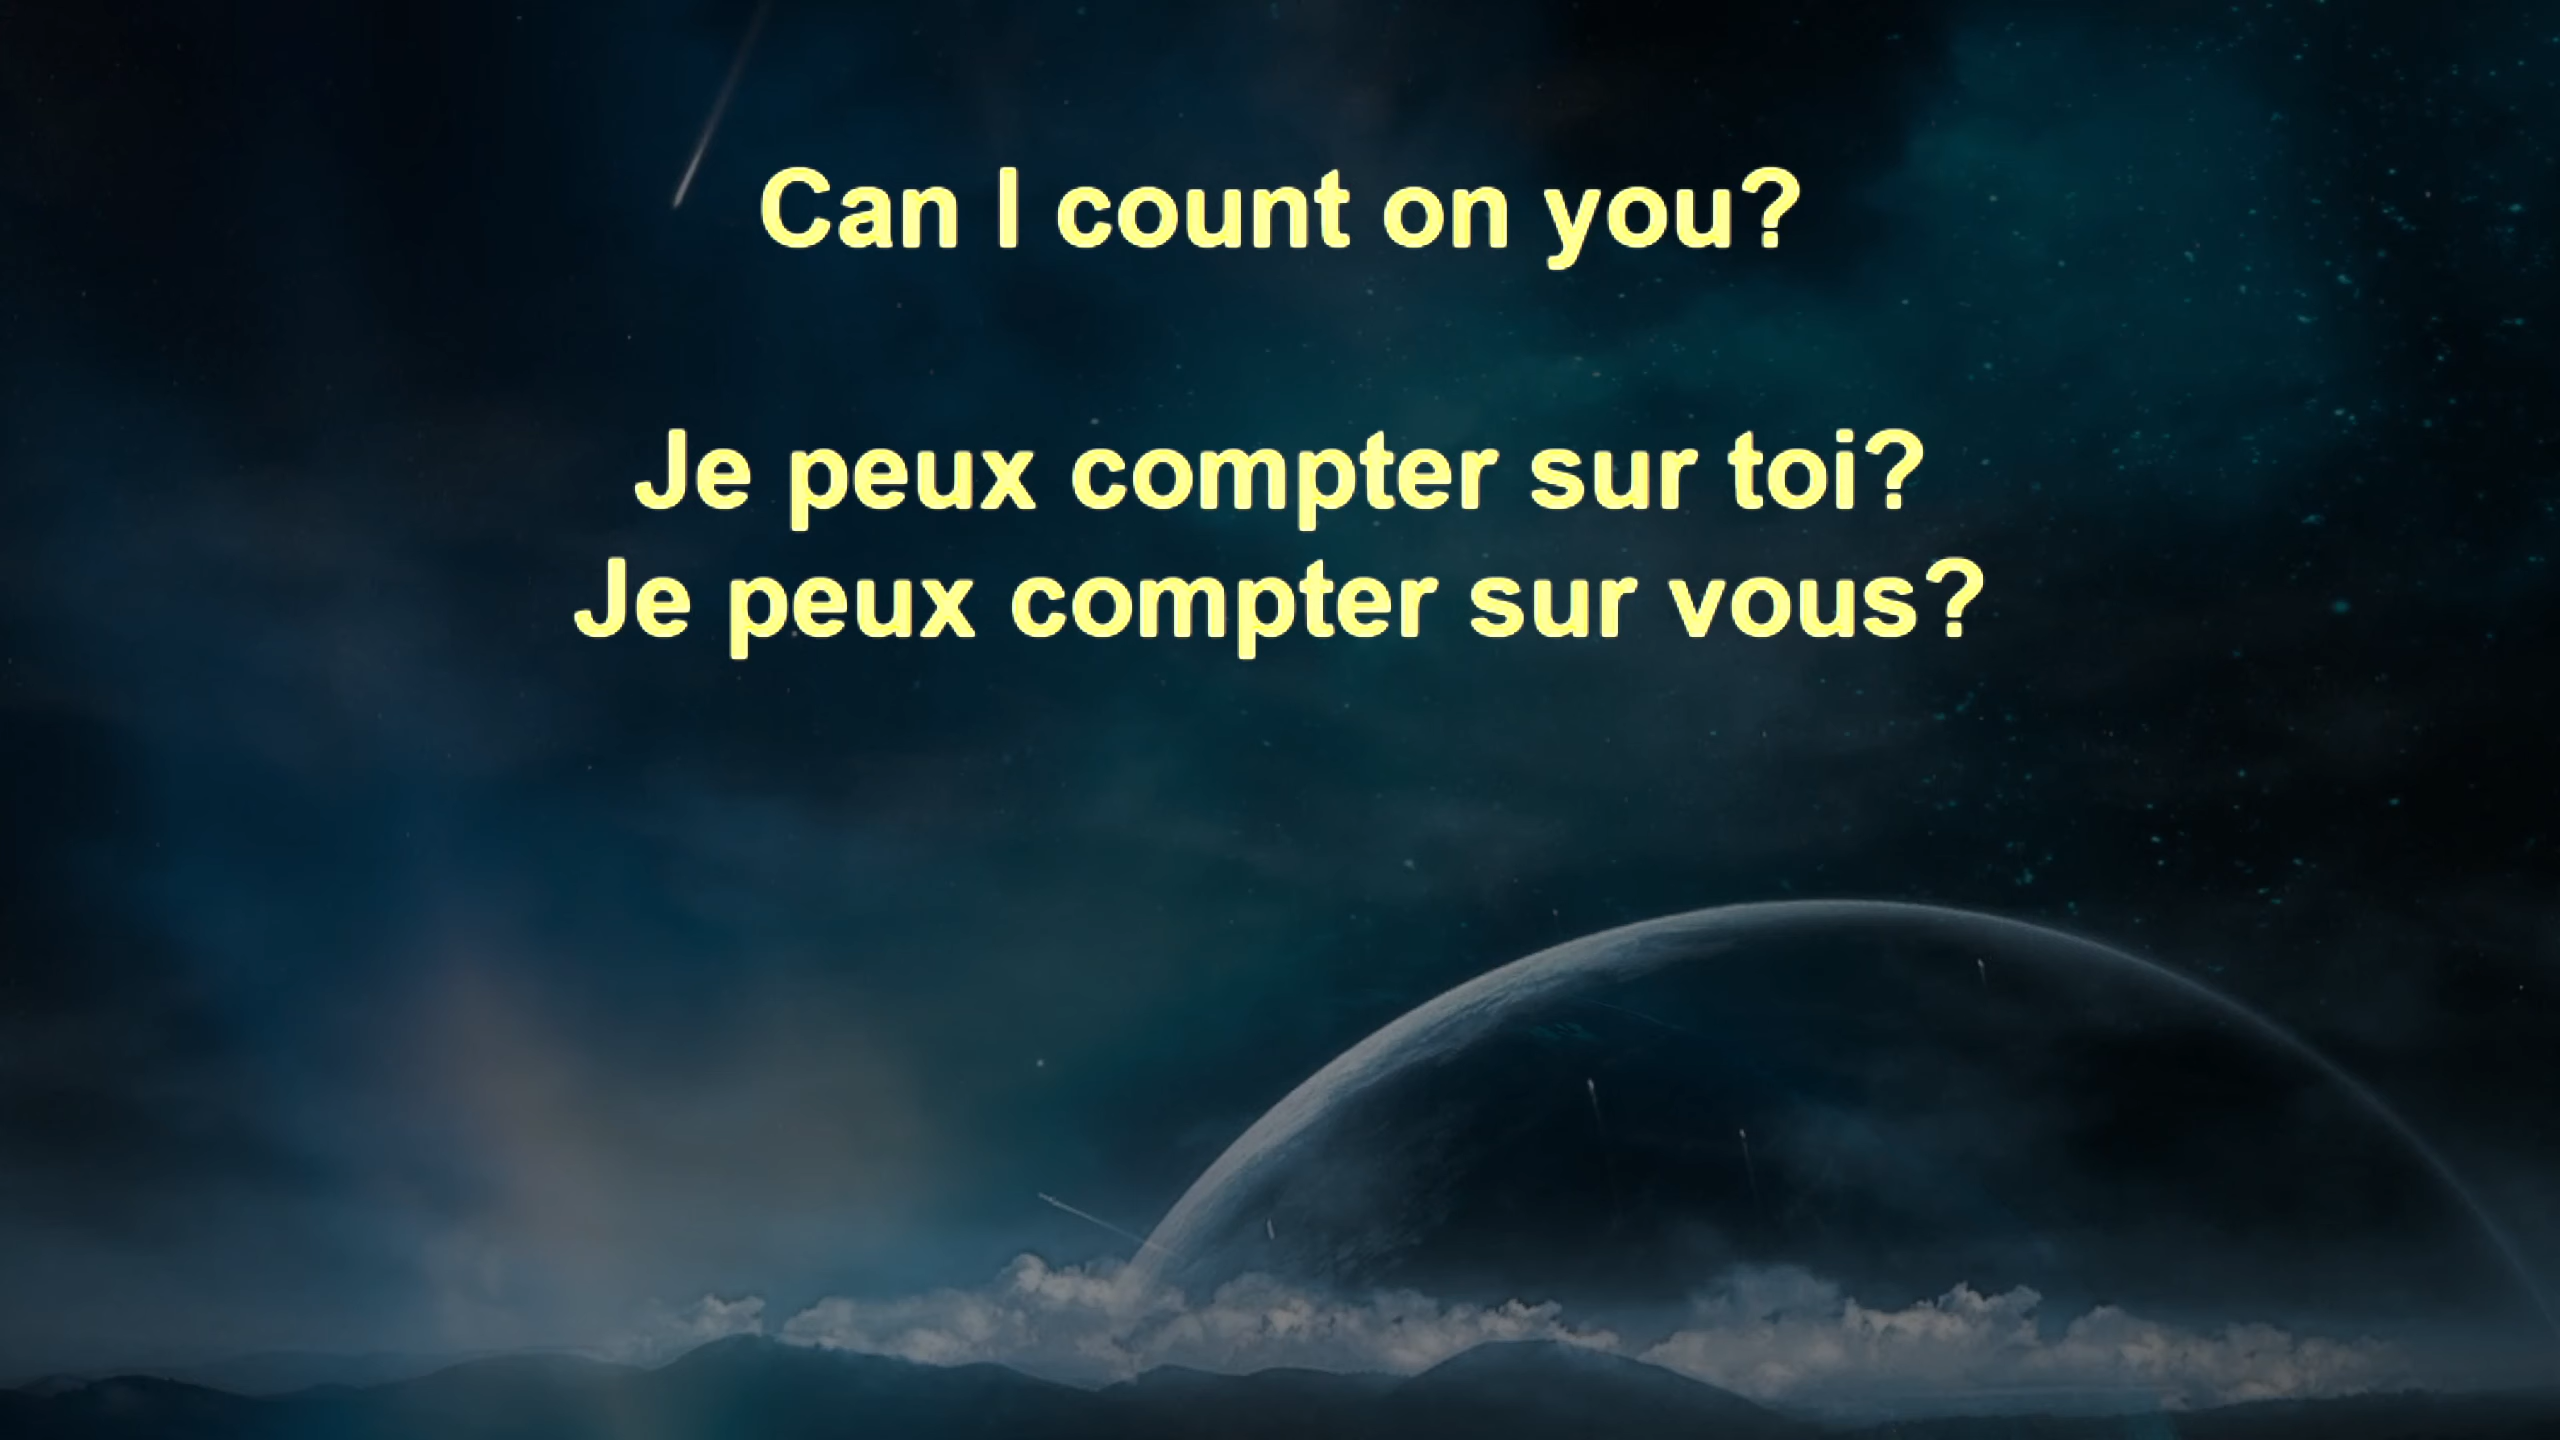 Can I count on you?
Je peux compter sur toi?
Je peux compter sur vous?